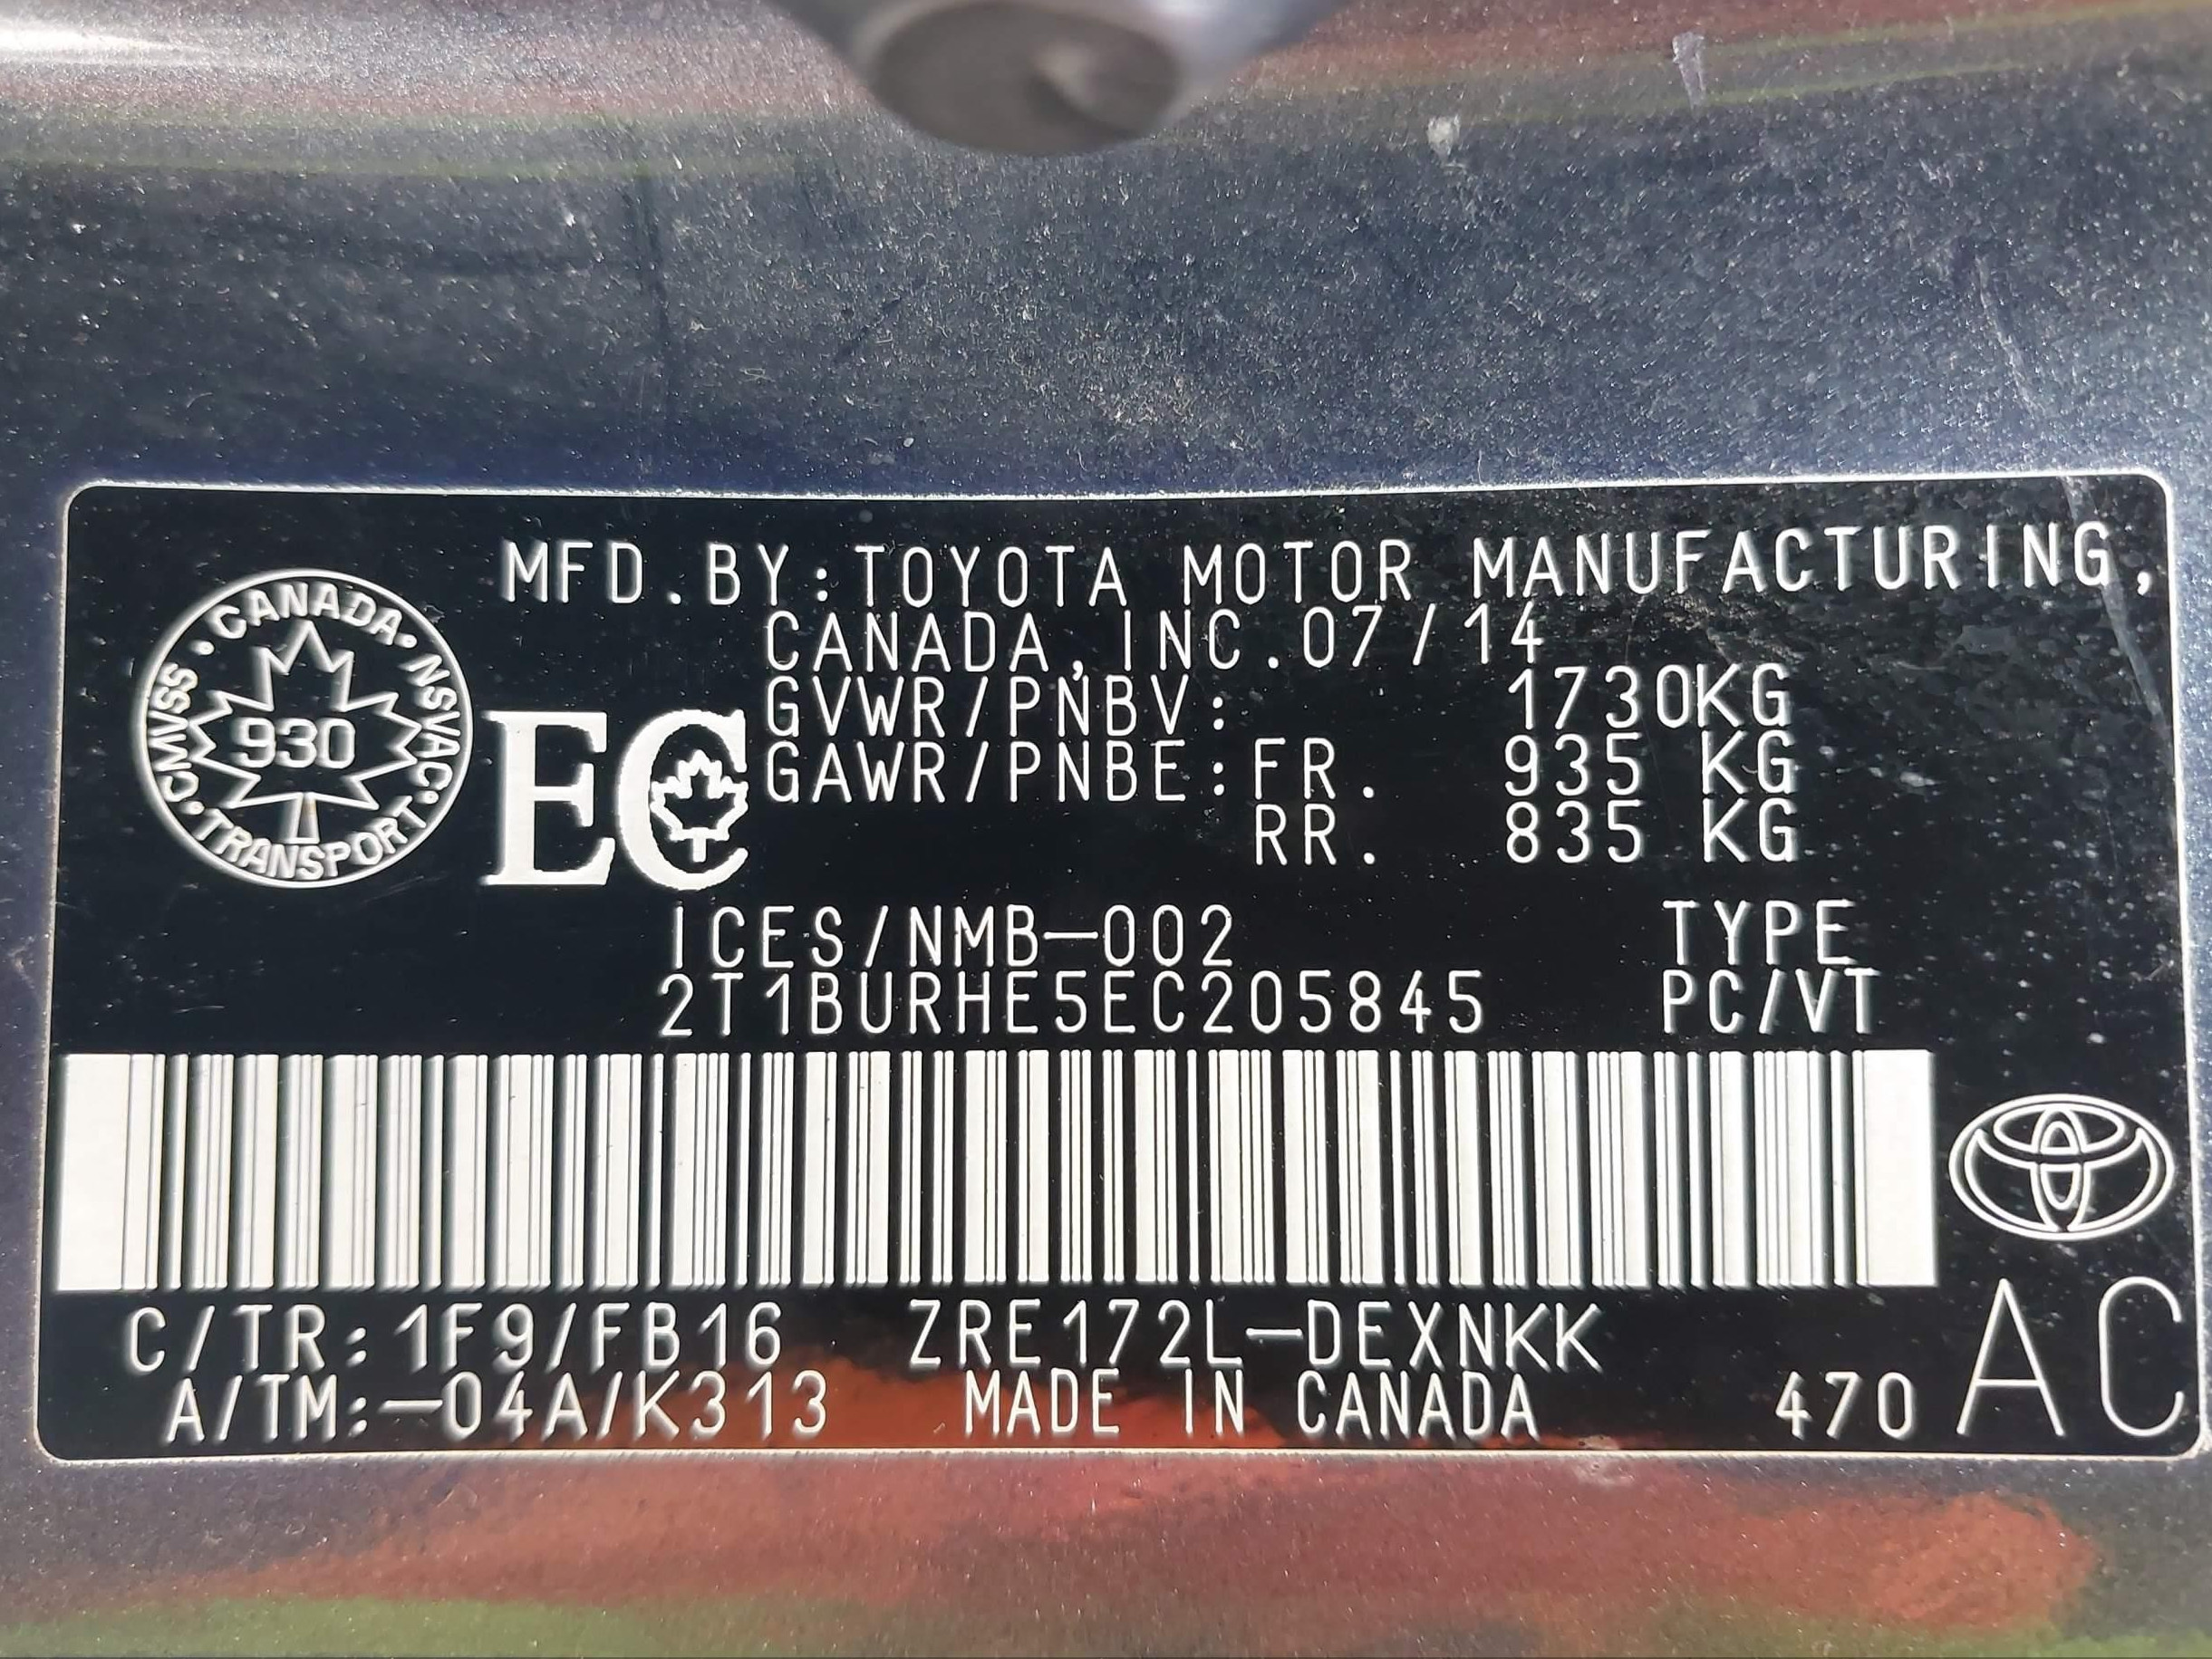 MFD.BY:TOYOTA MOTOR MANUFACTURING,
CANADA,INC.07/14
GVWR/PNBV: 1730KG
GAWR/PNBE:FR. 935 KG
RR. 835 KG
CANADA • NSVAC • TRANSPORT • CMVSS •
930
EC
ICES/NMB-002 TYPE
2T1BURHE5EC205845 PC/VT
C/TR:1F9/FB16 ZRE172L-DEXNKK
A/TM:-04A/K313 MADE IN CANADA 470 AC